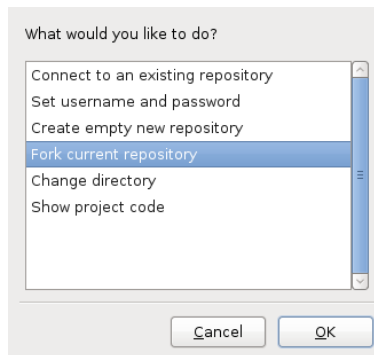 What would you like to do?
Connect to an existing repository
Set username and password
Create empty new repository
Fork current repository
Change directory
Show project code
Cancel
OK